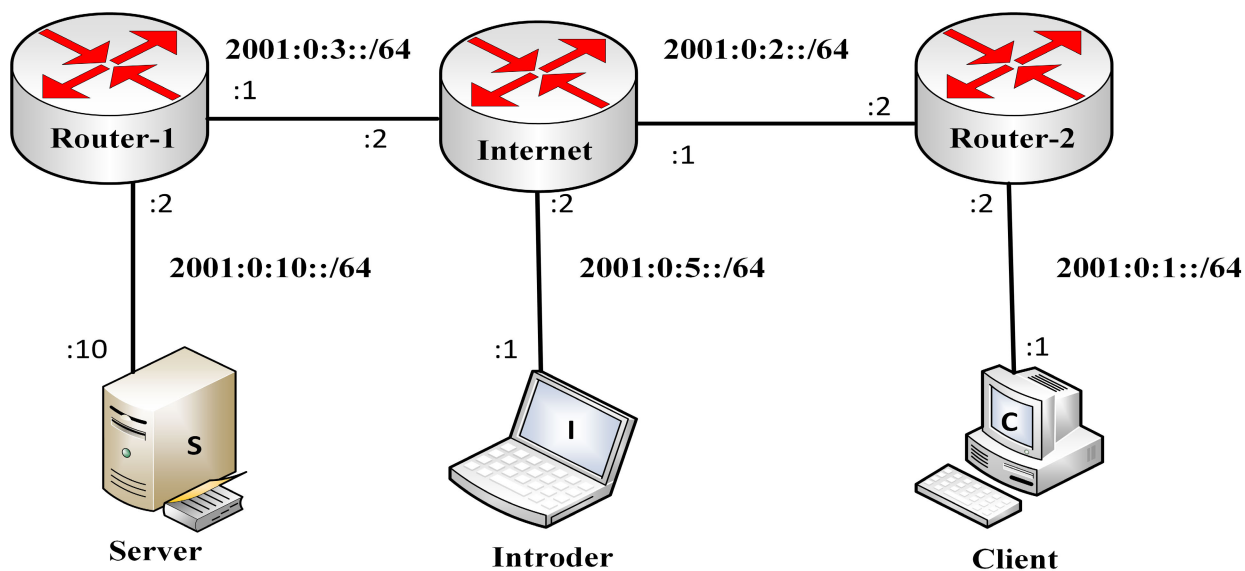 2001:0:3::/64
2001:0:2::/64
:1
:2
:2
:1
Router-1
Internet
Router-2
:2
:2
:2
2001:0:10::/64
2001:0:5::/64
2001:0:1::/64
:10
:1
:1
S
I
C
Server
Introder
Client